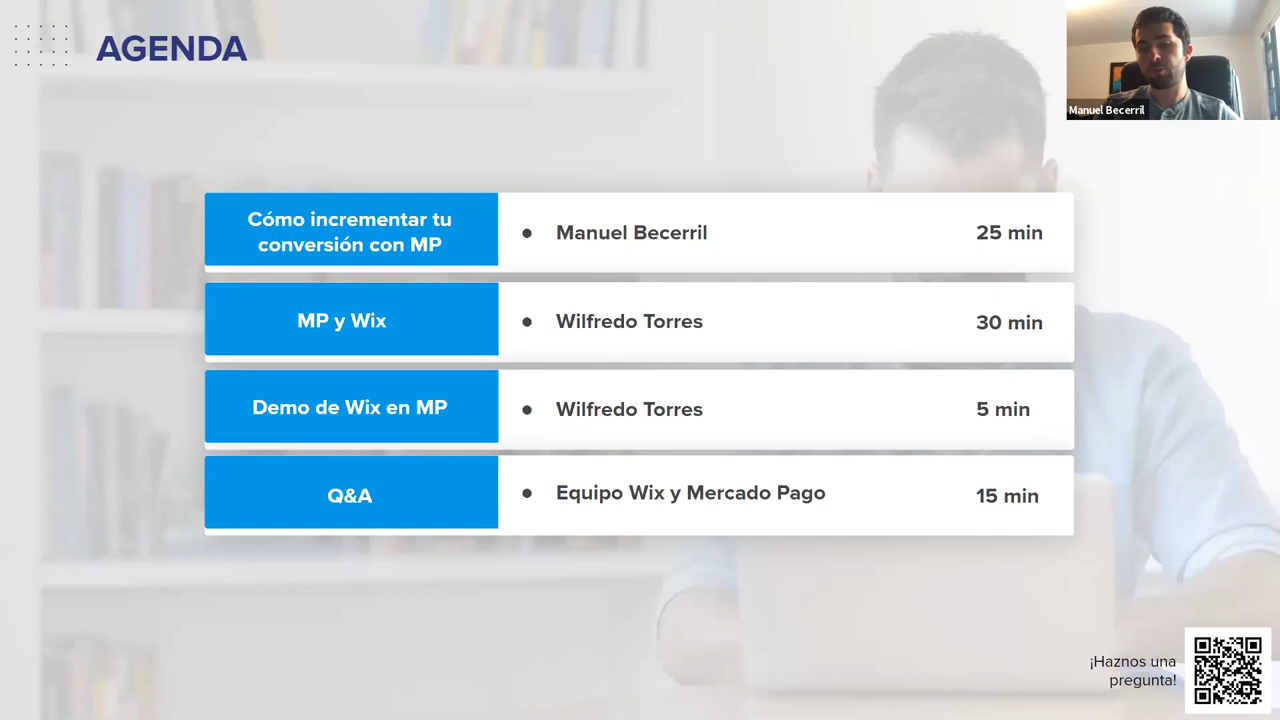 AGENDA
Manuel Becerril
Cómo incrementar tu
conversión con MP
• Manuel Becerril
25 min
MP y Wix
• Wilfredo Torres
30 min
Demo de Wix en MP
• Wilfredo Torres
5 min
Q&A
• Equipo Wix y Mercado Pago
15 min
¡Haznos una
pregunta!